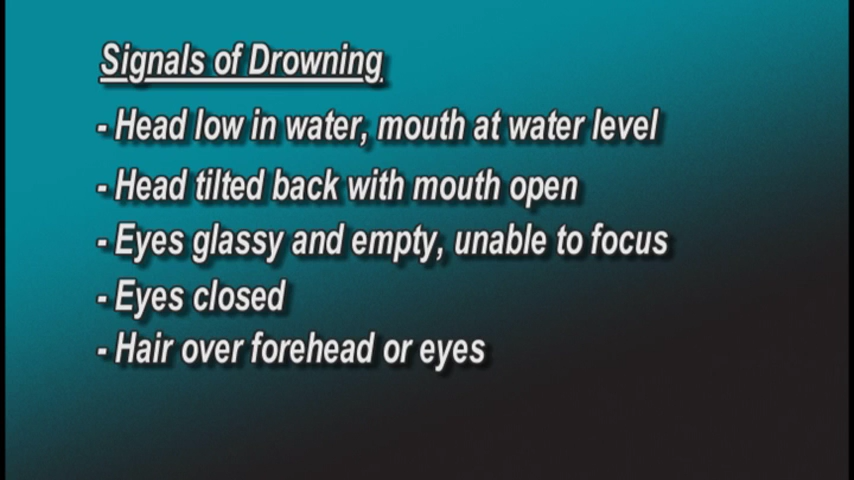 Signals of Drowning
- Head low in water, mouth at water level
- Head tilted back with mouth open
- Eyes glassy and empty, unable to focus
- Eyes closed
- Hair over forehead or eyes